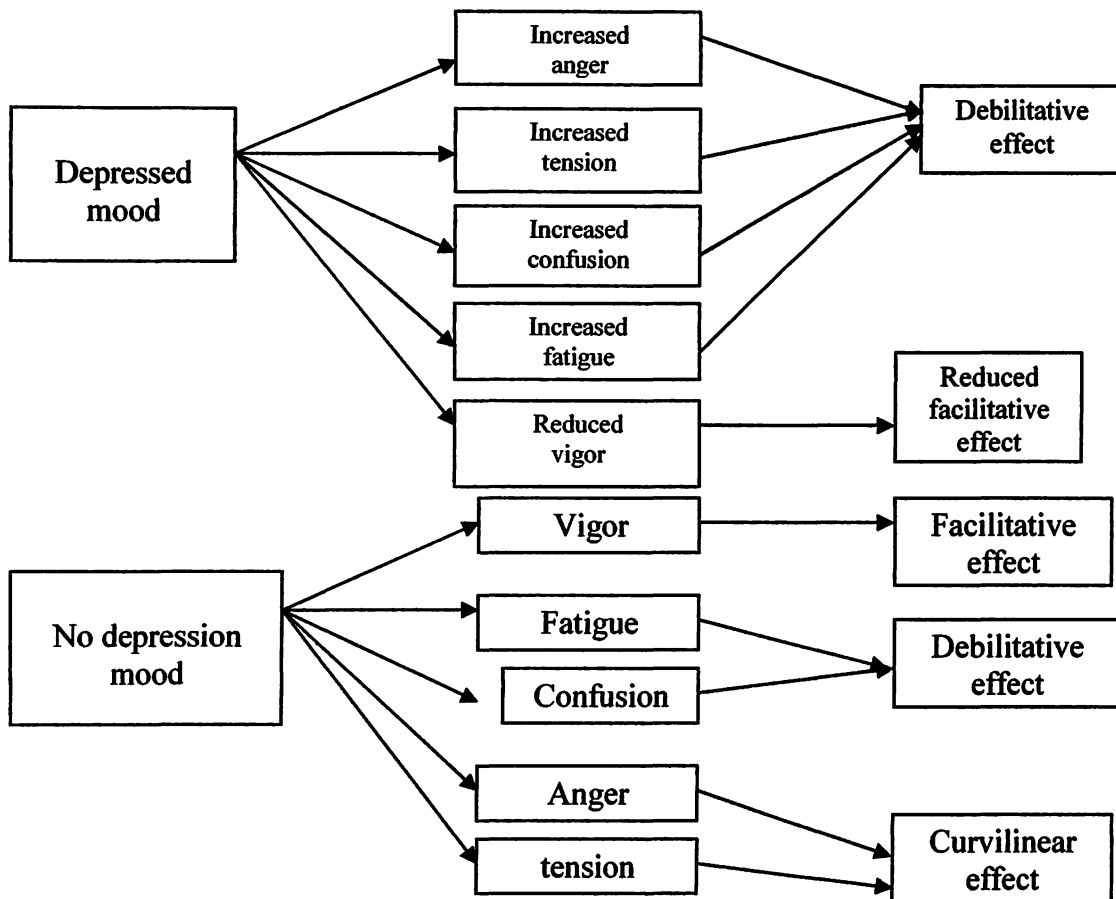 Increased
anger
Debilitative
effect
Increased
tension
Depressed
mood
Increased
confusion
Increased
fatigue
Reduced
facilitative
effect
Reduced
vigor
Vigor
Facilitative
effect
No depression
mood
Fatigue
Debilitative
effect
Confusion
Anger
Curvilinear
effect
tension